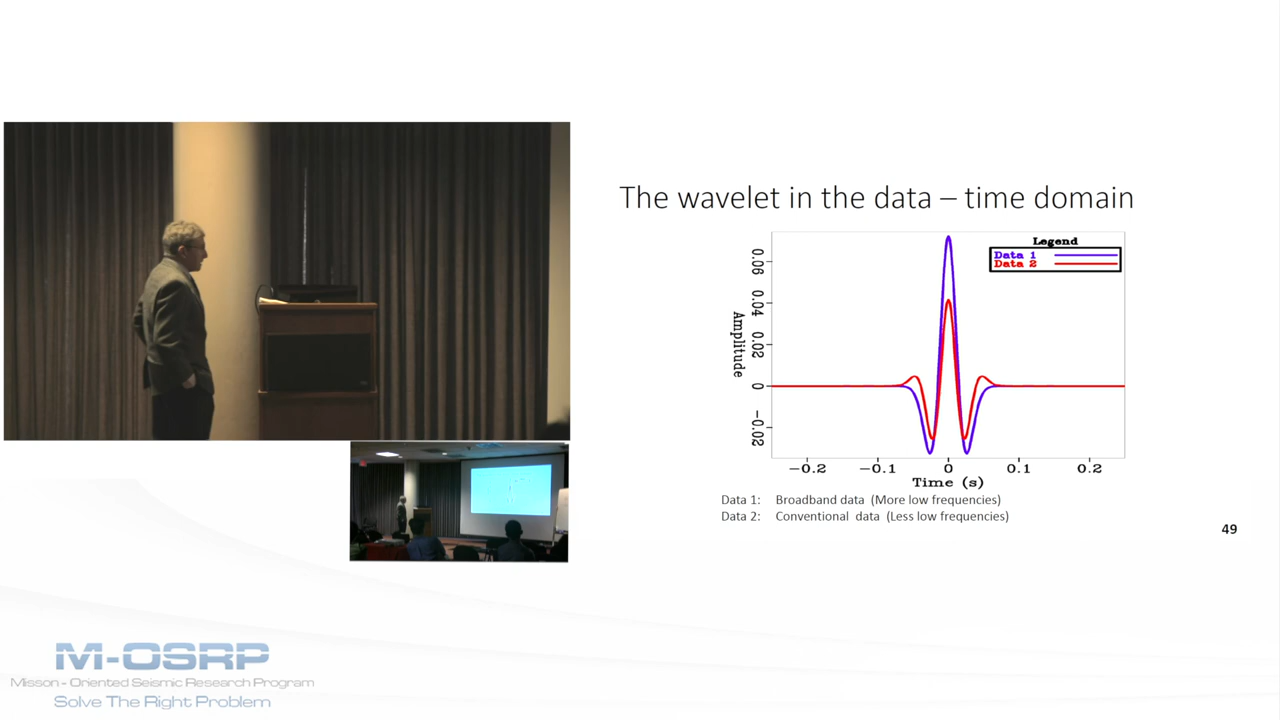 The wavelet in the data – time domain
Legend
Data 1
Data 2
Amplitude
0.06
0.04
0.02
0
−0.02
−0.2 −0.1 0 0.1 0.2
Time (s)
Data 1: Broadband data (More low frequencies)
Data 2: Conventional data (Less low frequencies)
49
M-OSRP
Misson - Oriented Seismic Research Program
Solve The Right Problem